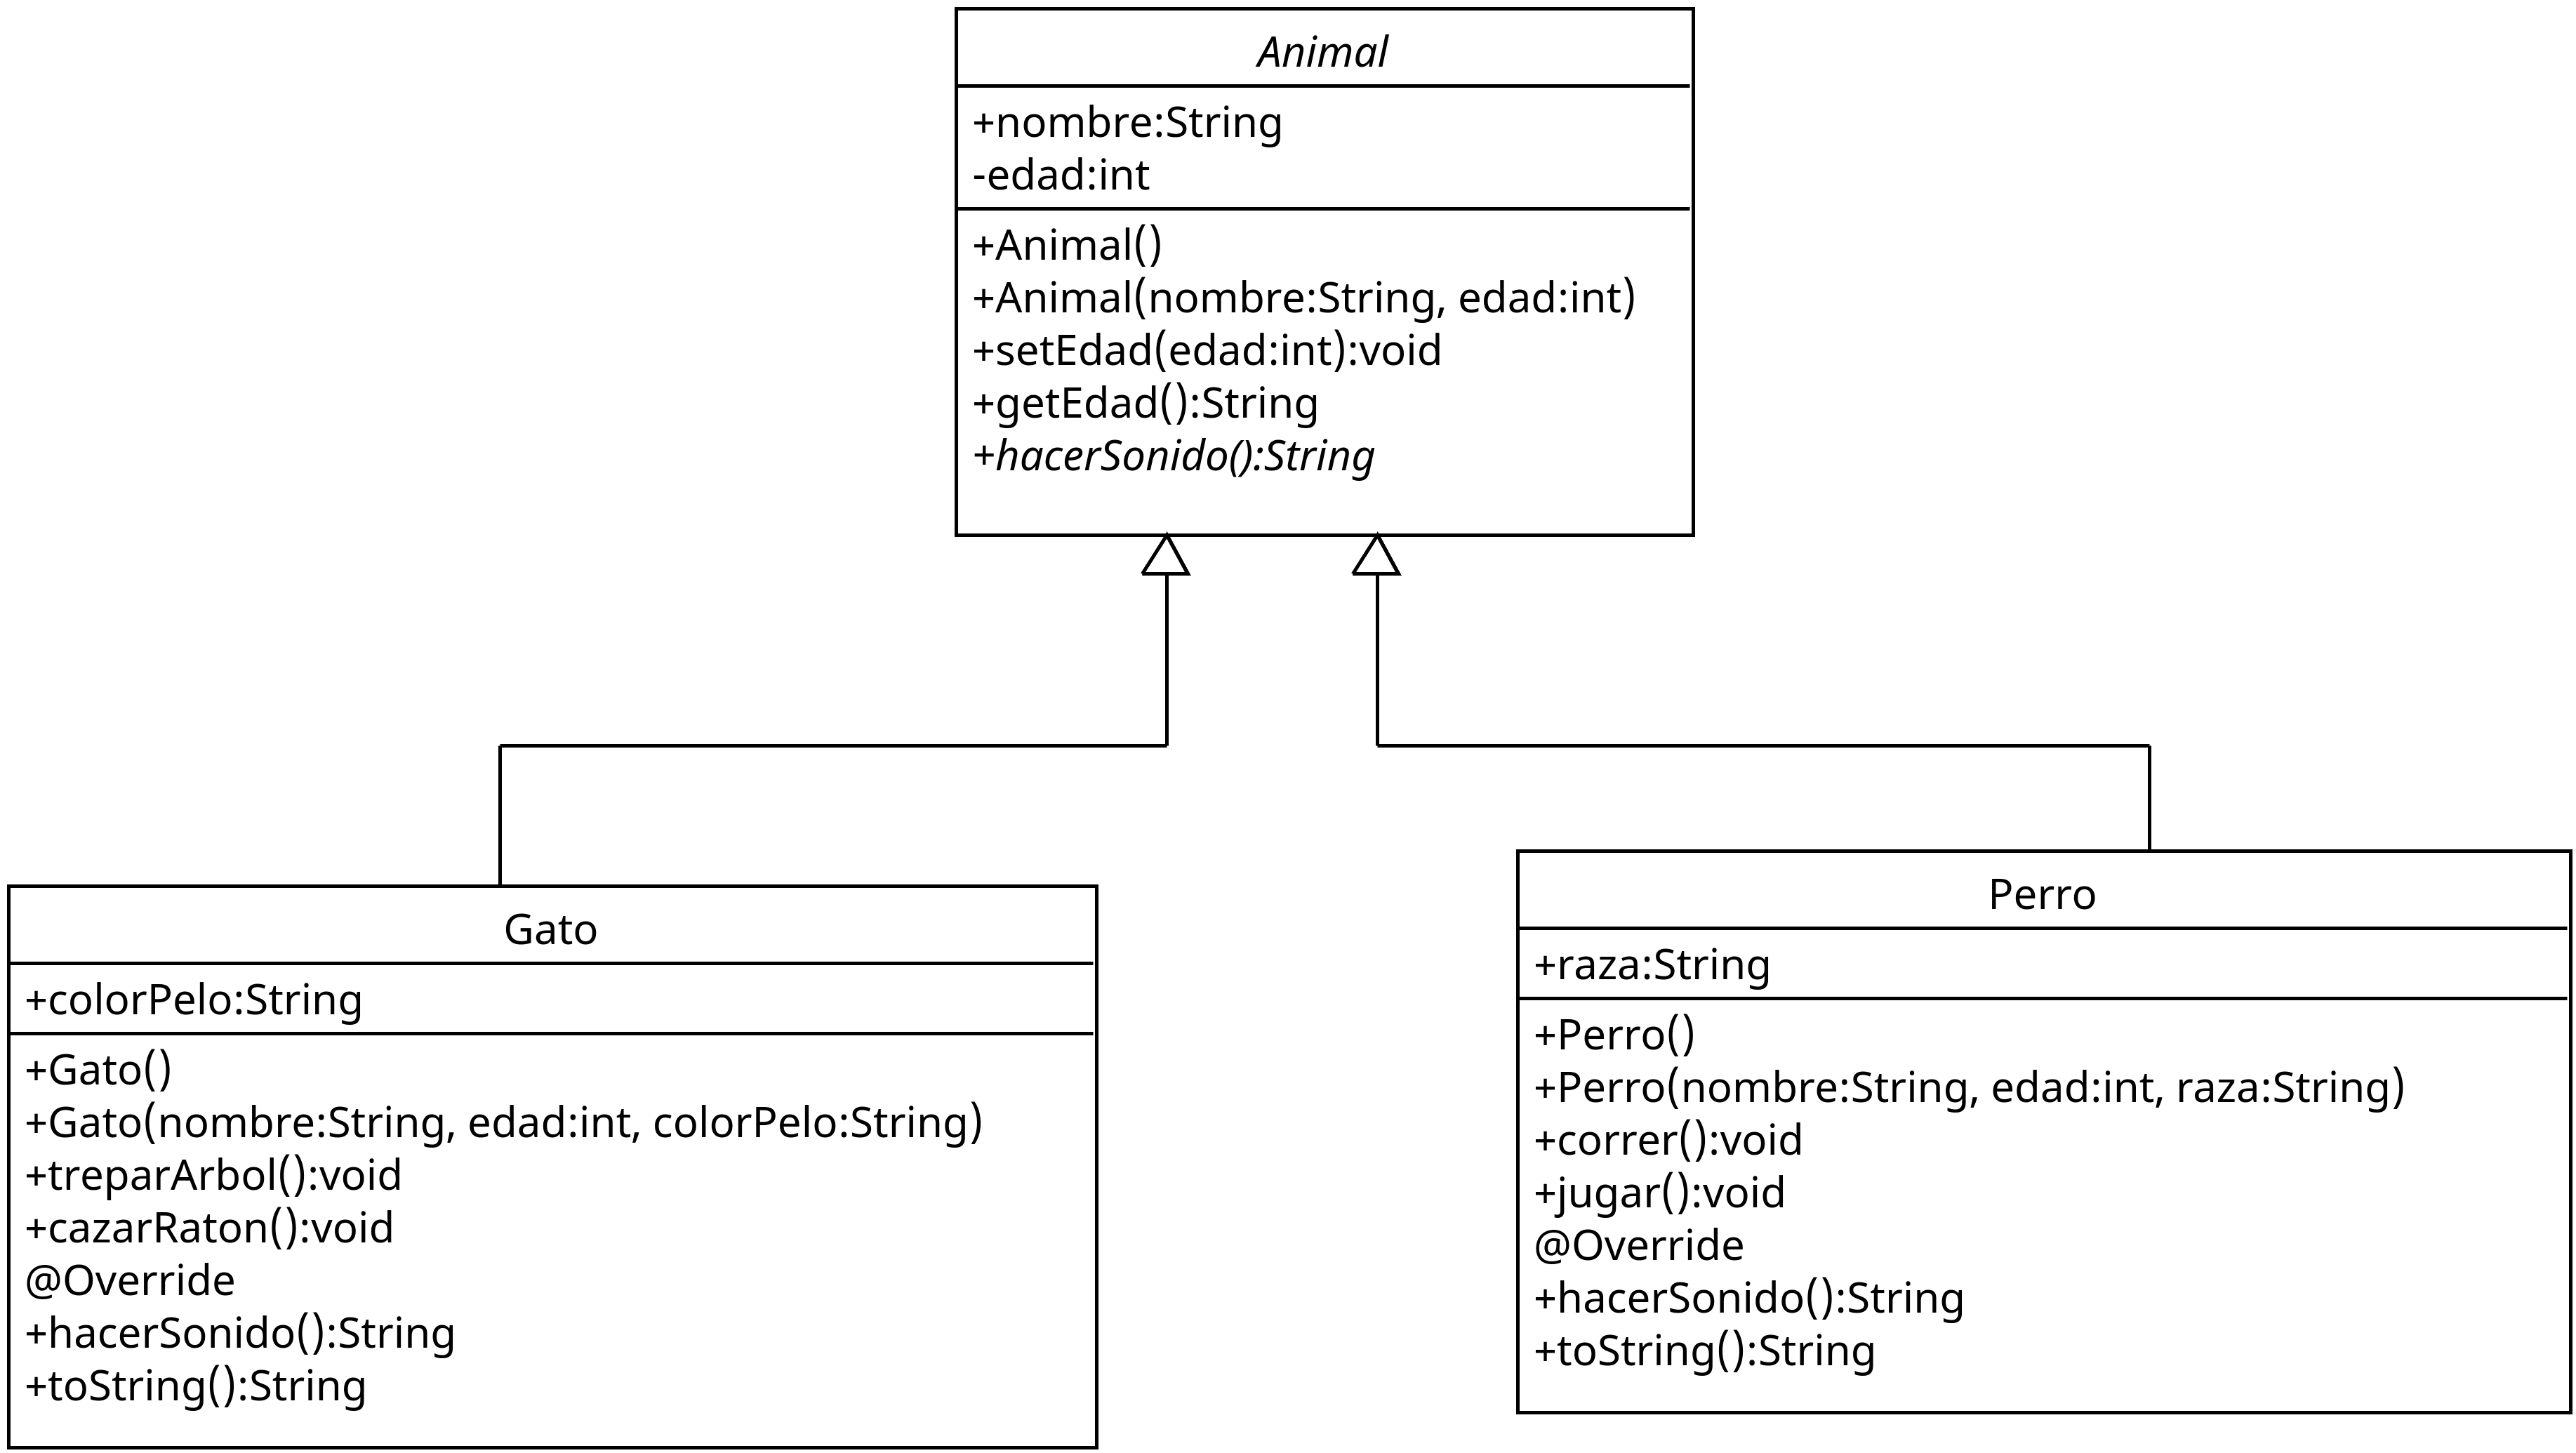 Animal
+nombre:String
-edad:int
+Animal()
+Animal(nombre:String, edad:int)
+setEdad(edad:int):void
+getEdad():String
+hacerSonido():String
Gato
+colorPelo:String
+Gato()
+Gato(nombre:String, edad:int, colorPelo:String)
+treparArbol():void
+cazarRaton():void
@Override
+hacerSonido():String
+toString():String
Perro
+raza:String
+Perro()
+Perro(nombre:String, edad:int, raza:String)
+correr():void
+jugar():void
@Override
+hacerSonido():String
+toString():String